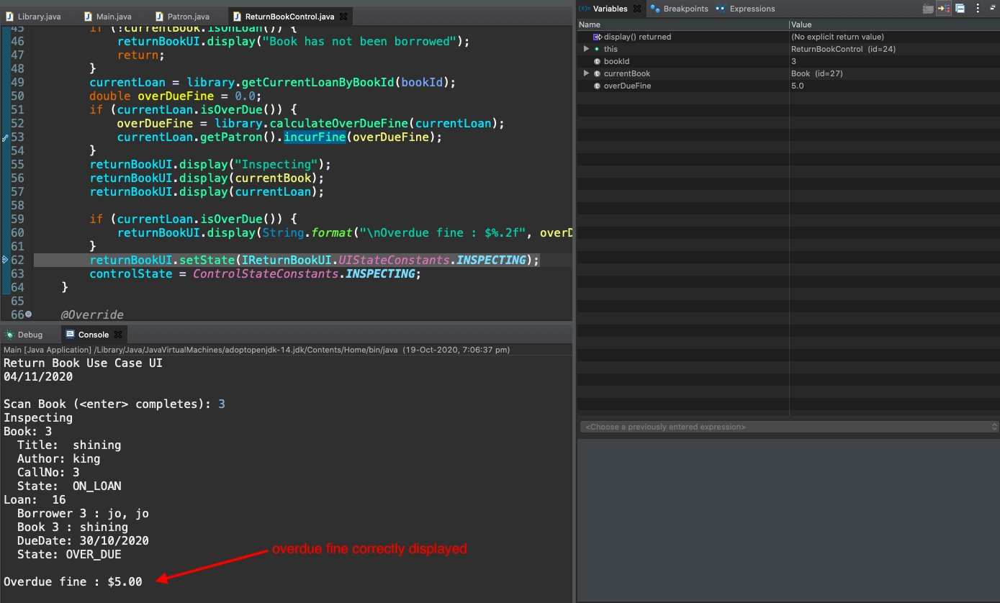 Library.java Main.java Patron.java ReturnBookControl.java
45 if (!currentBook.isOnLoan()) {
46 returnBookUI.display("Book has not been borrowed");
47 return;
48 }
49 currentLoan = library.getCurrentLoanByBookId(bookId);
50 double overDueFine = 0.0;
51 if (currentLoan.isOverDue()) {
52 overDueFine = library.calculateOverDueFine(currentLoan);
53 currentLoan.getPatron().incurFine(overDueFine);
54 }
55 returnBookUI.display("Inspecting");
56 returnBookUI.display(currentBook);
57 returnBookUI.display(currentLoan);
58
59 if (currentLoan.isOverDue()) {
60 returnBookUI.display(String.format("\nOverdue fine : $%.2f", overD
61 }
62 returnBookUI.setState(IReturnBookUI.UIStateConstants.INSPECTING);
63 controlState = ControlStateConstants.INSPECTING;
64 }
65
66 @Override
Debug Console
Main [Java Application] /Library/Java/JavaVirtualMachines/adoptopenjdk-14.jdk/Contents/Home/bin/java (19-Oct-2020, 7:06:37 pm)
Return Book Use Case UI
04/11/2020
Scan Book (<enter> completes): 3
Inspecting
Book: 3
Title: shining
Author: king
CallNo: 3
State: ON_LOAN
Loan: 16
Borrower 3 : jo, jo
Book 3 : shining
DueDate: 30/10/2020
State: OVER_DUE
overdue fine correctly displayed
Overdue fine : $5.00
(x)= Variables Breakpoints Expressions
Name Value
display() returned (No explicit return value)
this ReturnBookControl (id=24)
bookId 3
currentBook Book (id=27)
overDueFine 5.0
<Choose a previously entered expression>